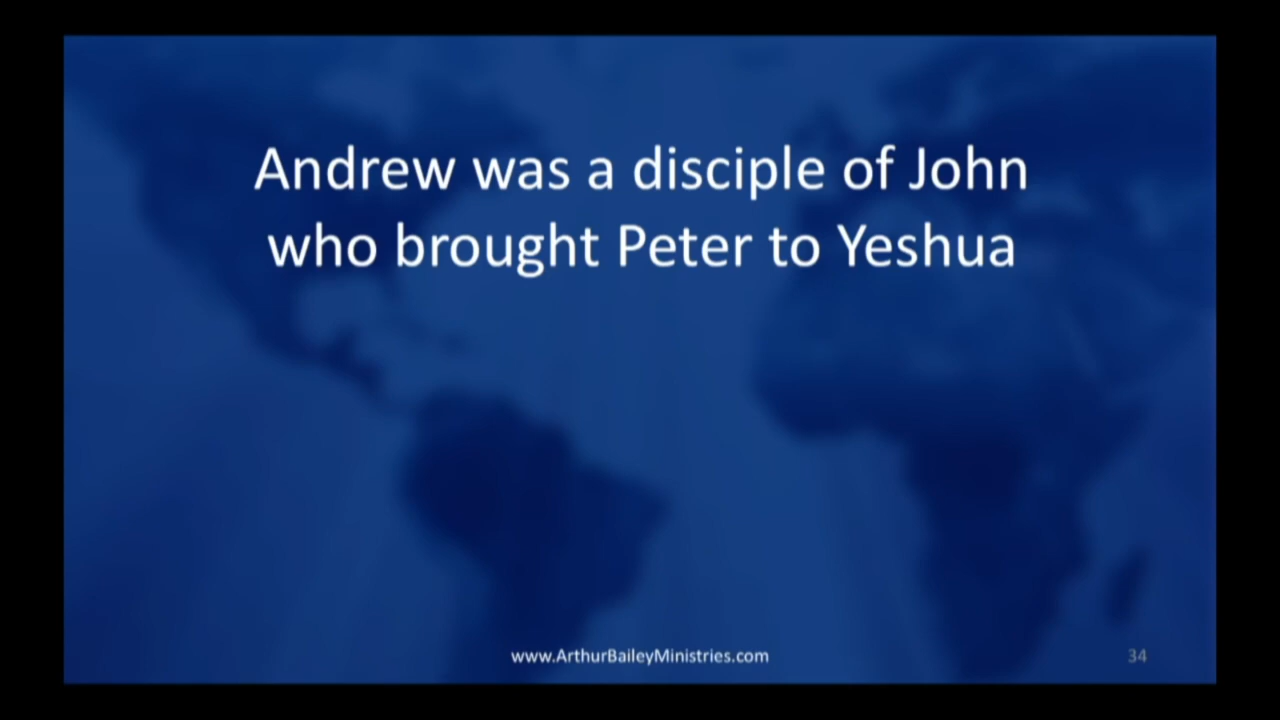 Andrew was a disciple of John
who brought Peter to Yeshua
www.ArthurBaileyMinistries.com
34